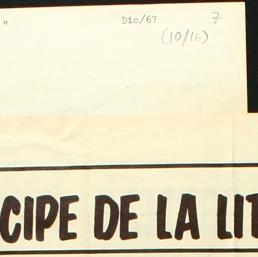 " D10/67 7
(10/16)
CIPE DE LA LIT